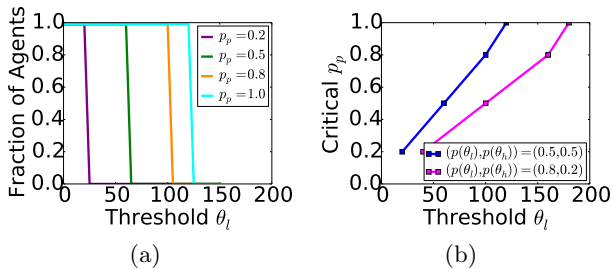 Fraction of Agents
1.0
0.8
0.6
0.4
0.2
0.0
0 50 100 150 200
Threshold θ_l
p_p = 0.2
p_p = 0.5
p_p = 0.8
p_p = 1.0
(a)
Critical p_p
1.0
0.8
0.6
0.4
0.2
0.0
0 50 100 150 200
Threshold θ_l
(p(θ_l),p(θ_h)) = (0.5,0.5)
(p(θ_l),p(θ_h)) = (0.8,0.2)
(b)